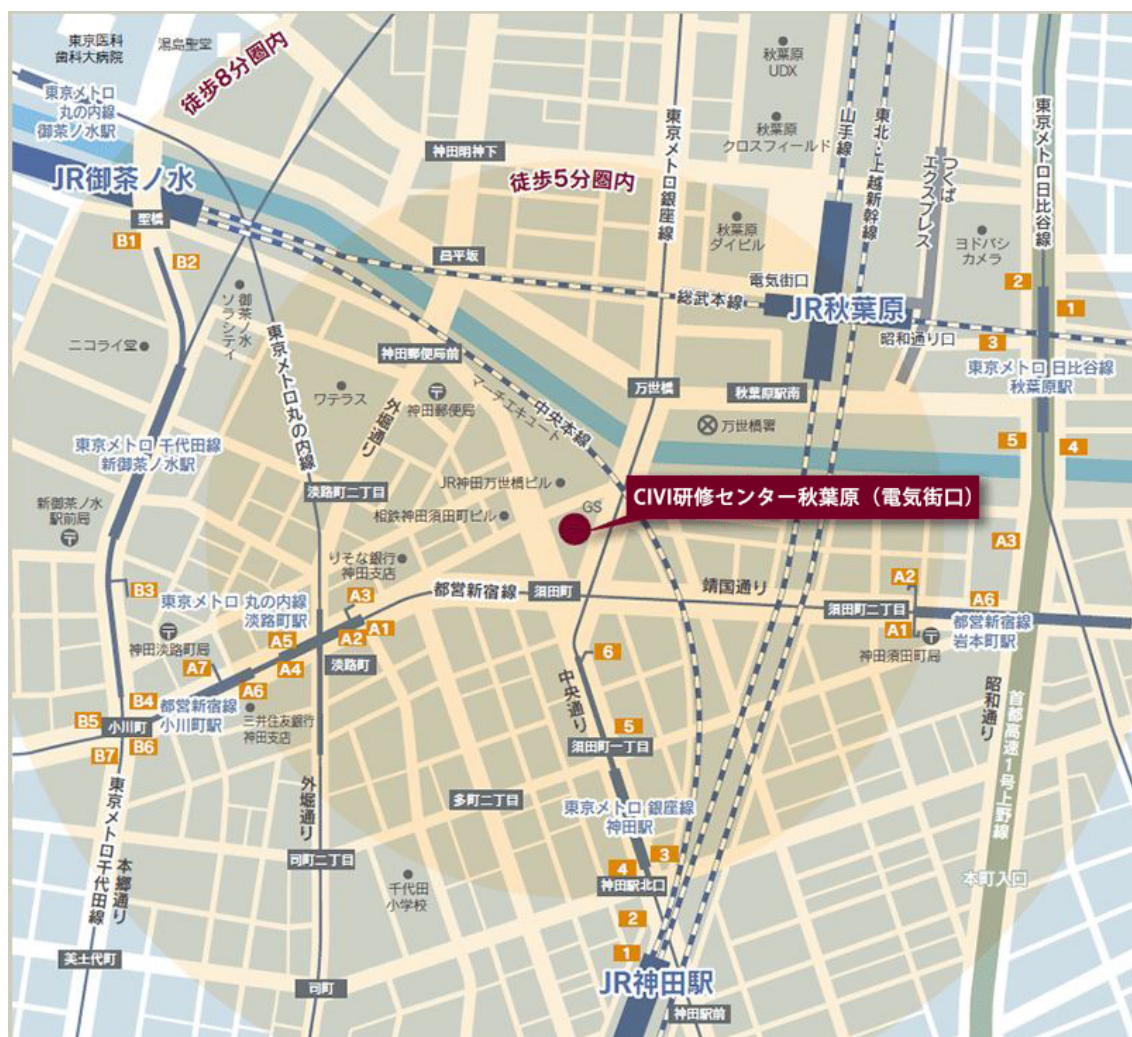 東京医科
歯科大病院
湯島聖堂
徒歩8分圏内
東京メトロ
丸の内線
御茶ノ水駅
JR御茶ノ水
聖橋
B1
B2
神田明神下
徒歩5分圏内
昌平坂
東京メトロ銀座線
秋葉原
UDX
秋葉原
クロスフィールド
山手線
東北・上越新幹線
つくば
エクスプレス
東京メトロ日比谷線
秋葉原
ダイビル
ヨドバシ
カメラ
電気街口
総武本線
JR秋葉原
昭和通り口
2
1
3
東京メトロ 日比谷線
秋葉原駅
5
4
御茶ノ水
ソラシティ
ニコライ堂
東京メトロ丸の内線
神田郵便局前
ワテラス
外堀通り
神田郵便局
マーチエキュート
中央本線
万世橋
秋葉原駅南
万世橋署
東京メトロ 千代田線
新御茶ノ水駅
淡路町二丁目
JR神田万世橋ビル
相鉄神田須田町ビル
GS
CIVI研修センター秋葉原（電気街口）
新御茶ノ水
駅前局
りそな銀行
神田支店
A3
B3
東京メトロ 丸の内線
淡路町駅
A3
都営新宿線
須田町
靖国通り
A2
須田町二丁目
A6
A1
都営新宿線
岩本町駅
神田須田町局
神田淡路町局
A5
A2
A1
A7
A4
淡路町
A6
B4
都営新宿線
小川町駅
B5
小川町
B6
B7
三井住友銀行
神田支店
6
中央通り
5
須田町一丁目
昭和通り
首都高速1号上野線
多町二丁目
東京メトロ 銀座線
神田駅
東京メトロ千代田線
本郷通り
外堀通り
司町二丁目
千代田
小学校
3
4
神田駅北口
本町入口
2
1
美土代町
司町
JR神田駅
神田駅前